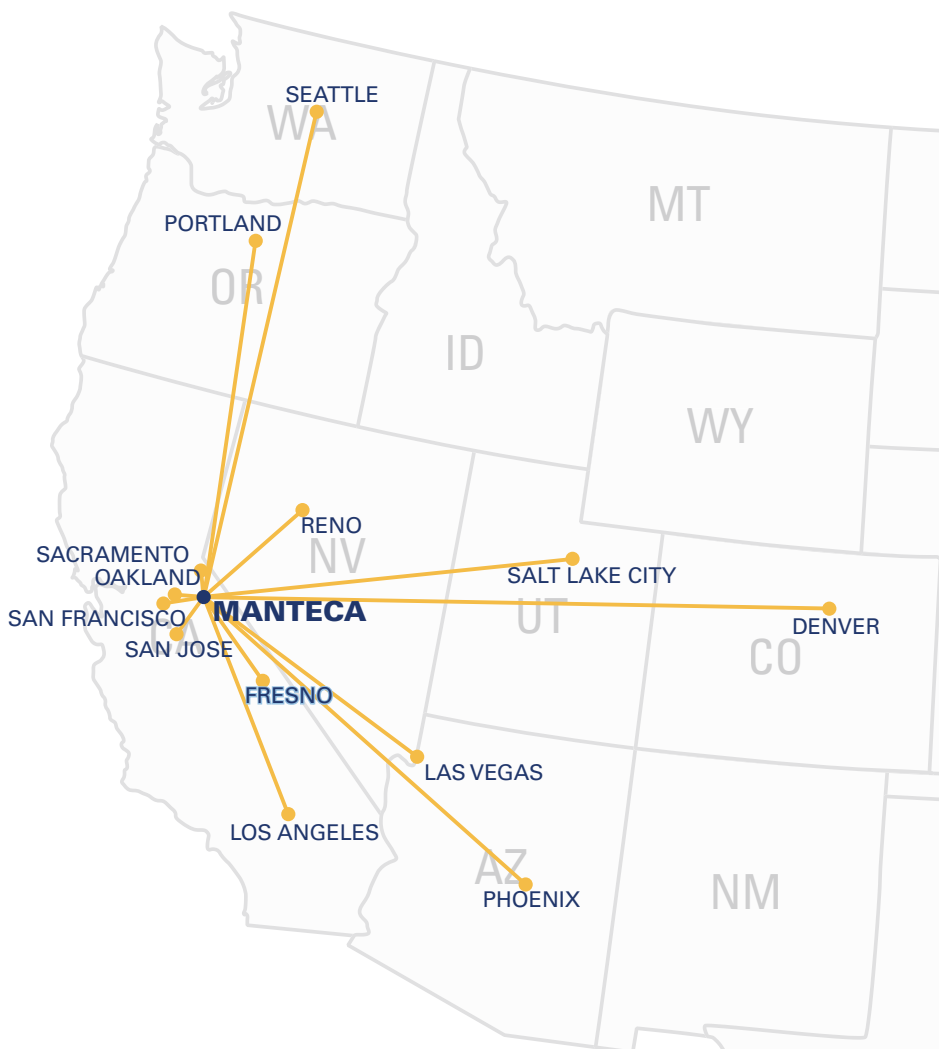 SEATTLE
WA
MT
PORTLAND
OR
ID
WY
RENO
NV
SACRAMENTO
OAKLAND
SALT LAKE CITY
SAN FRANCISCO
MANTECA
UT
DENVER
CA
SAN JOSE
CO
FRESNO
LAS VEGAS
LOS ANGELES
AZ
NM
PHOENIX